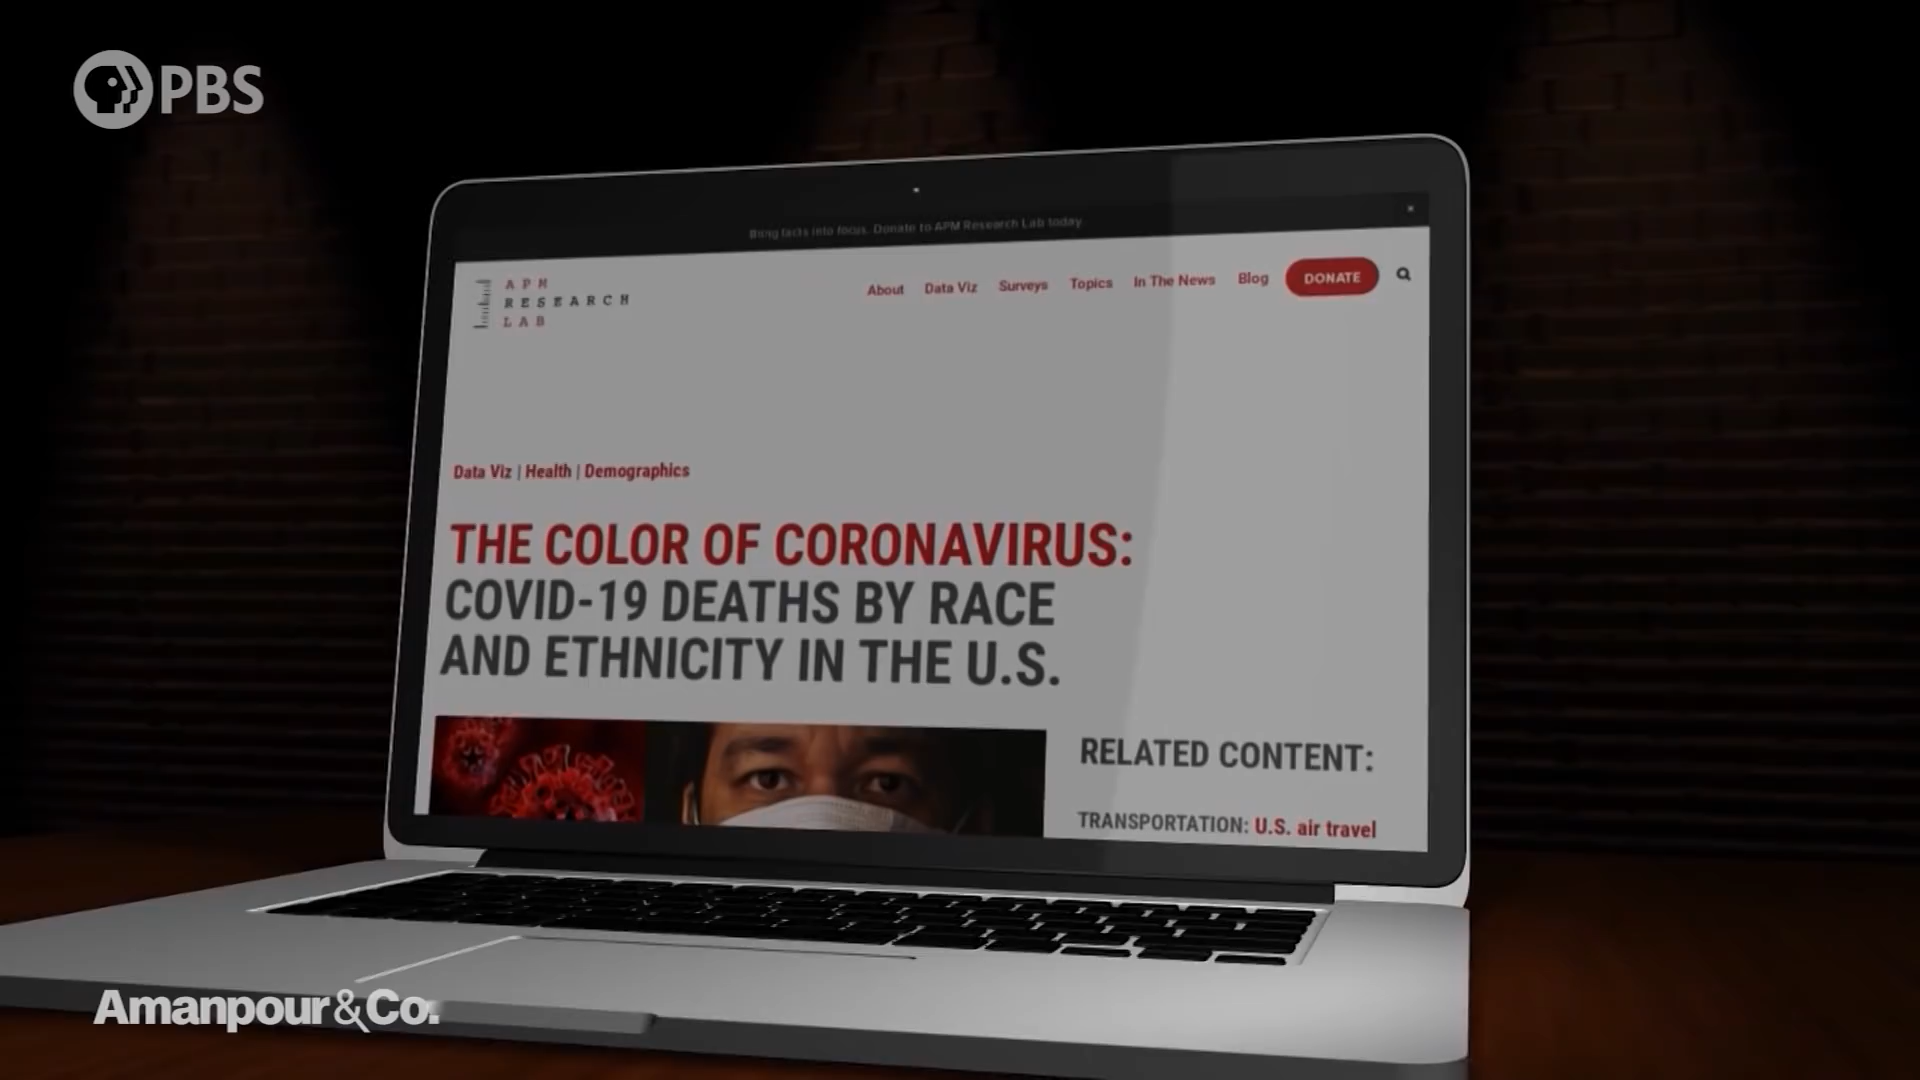 PBS
Bring facts into focus. Donate to APM Research Lab today.
APM
RESEARCH
LAB
About Data Viz Surveys Topics In The News Blog DONATE
Data Viz | Health | Demographics
THE COLOR OF CORONAVIRUS:
COVID-19 DEATHS BY RACE
AND ETHNICITY IN THE U.S.
RELATED CONTENT:
TRANSPORTATION: U.S. air travel
Amanpour&Co.